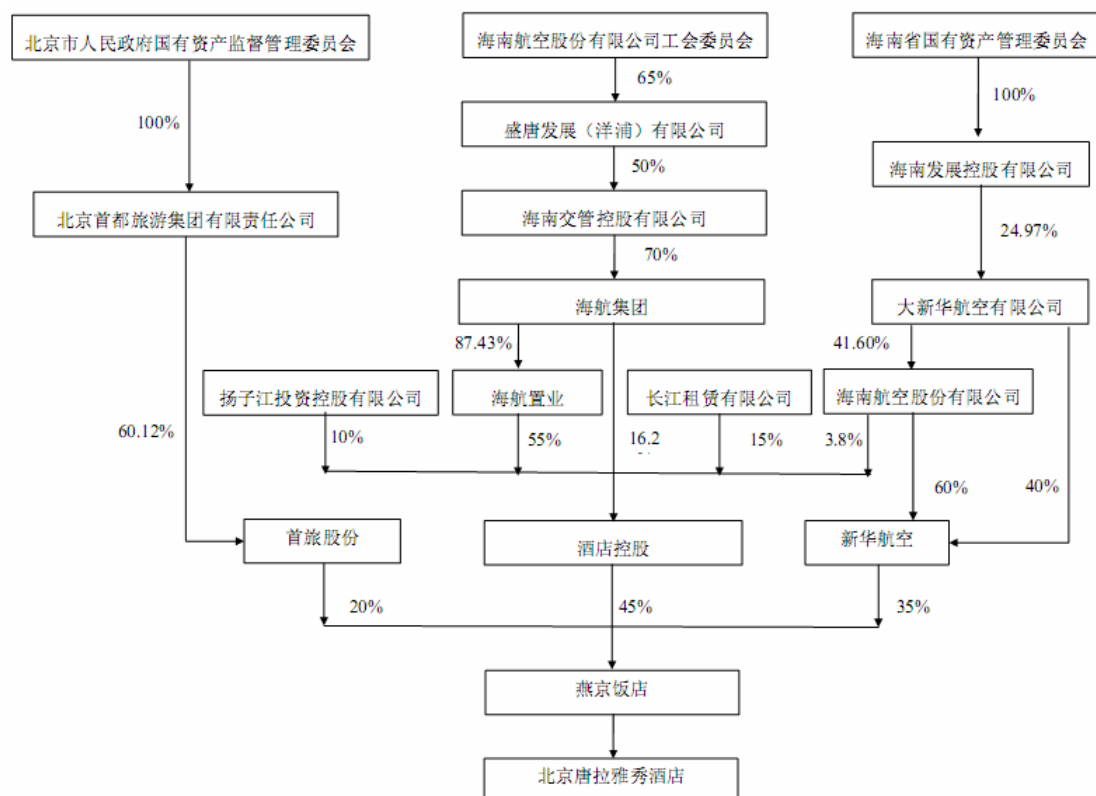 北京市人民政府国有资产监督管理委员会
海南航空股份有限公司工会委员会
海南省国有资产管理委员会
65%
100%
100%
盛唐发展（洋浦）有限公司
50%
海南发展控股有限公司
北京首都旅游集团有限责任公司
海南交管控股有限公司
24.97%
70%
海航集团
大新华航空有限公司
87.43%
41.60%
扬子江投资控股有限公司
海航置业
长江租赁有限公司
海南航空股份有限公司
60.12%
10%
55%
16.2
15%
3.8%
60%
40%
首旅股份
酒店控股
新华航空
20%
45%
35%
燕京饭店
北京唐拉雅秀酒店